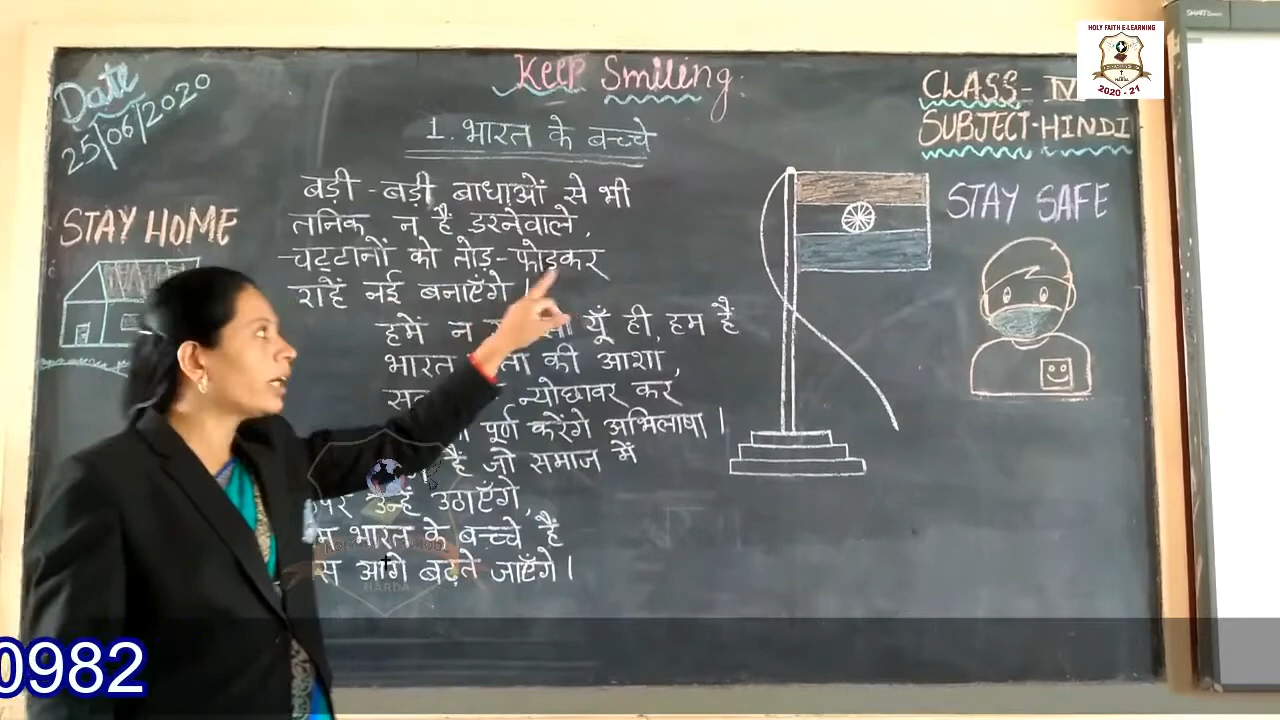 HOLY FAITH E-LEARNING
HARDA
2020 - 21
Date
25/06/2020
Keep Smiling.
CLASS-
SUBJECT-HINDI
1. भारत के बच्चे
STAY HOME
STAY SAFE
बड़ी -बड़ी बाधाओं से भी
तनिक न हैं डरनेवाले,
चट्टानों को तोड़-फोड़कर
राहें नई बनाएँगे ।
हमें न यूँ ही, हम हैं
भारत की आशा,
न्योछावर कर
पूर्ण करेंगे अभिलाषा ।
हैं जो समाज में
उन्हें उठाएँगे,
भारत के बच्चे हैं
आगे बढ़ते जाएँगे ।
HARDA
0982